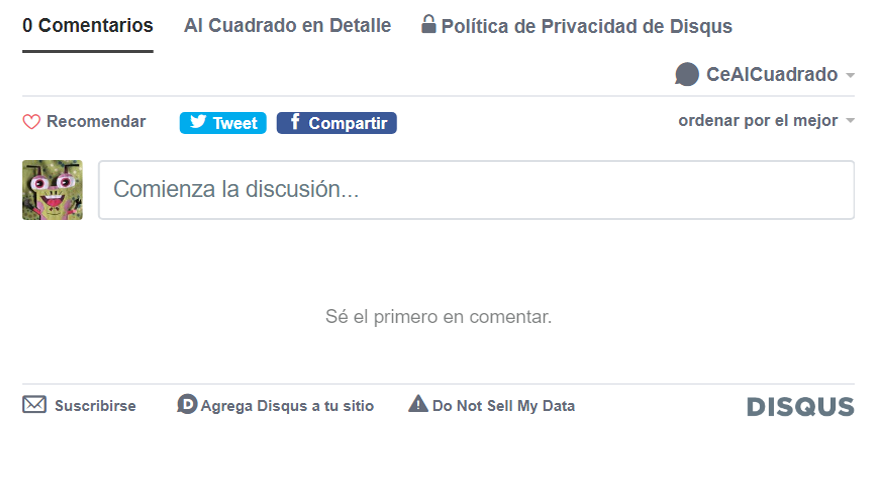 0 Comentarios Al Cuadrado en Detalle Política de Privacidad de Disqus
CeAlCuadrado
Recomendar Tweet Compartir ordenar por el mejor
Comienza la discusión...
Sé el primero en comentar.
Suscribirse Agrega Disqus a tu sitio Do Not Sell My Data DISQUS